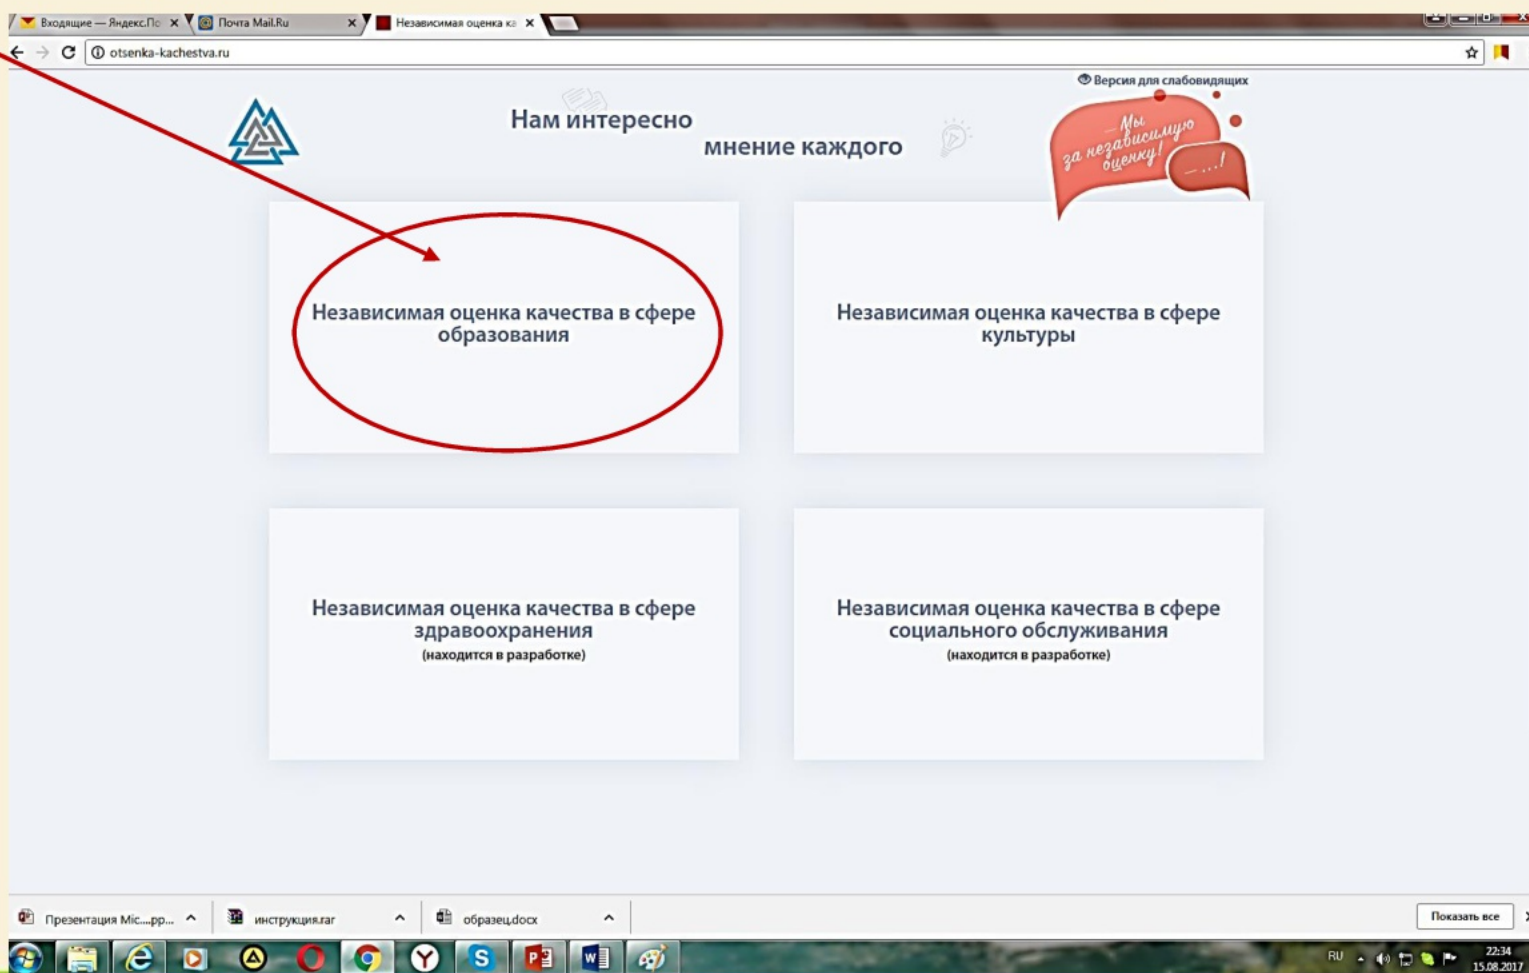 Входящие — Яндекс.По
Почта Mail.Ru
Независимая оценка ка
otsenka-kachestva.ru
Версия для слабовидящих
Нам интересно
мнение каждого
... Мы
за независимую
оценку!
– ...!
Независимая оценка качества в сфере
образования
Независимая оценка качества в сфере
культуры
Независимая оценка качества в сфере
здравоохранения
(находится в разработке)
Независимая оценка качества в сфере
социального обслуживания
(находится в разработке)
Презентация Mic....pp...
инструкция.rar
образец.docx
Показать все
RU
22:34
15.08.2017